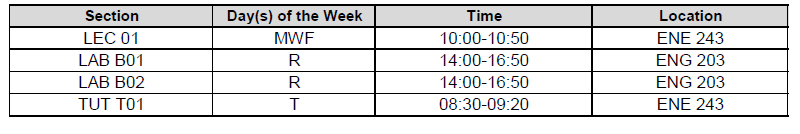 Section Day(s) of the Week Time Location
LEC 01 MWF 10:00-10:50 ENE 243
LAB B01 R 14:00-16:50 ENG 203
LAB B02 R 14:00-16:50 ENG 203
TUT T01 T 08:30-09:20 ENE 243